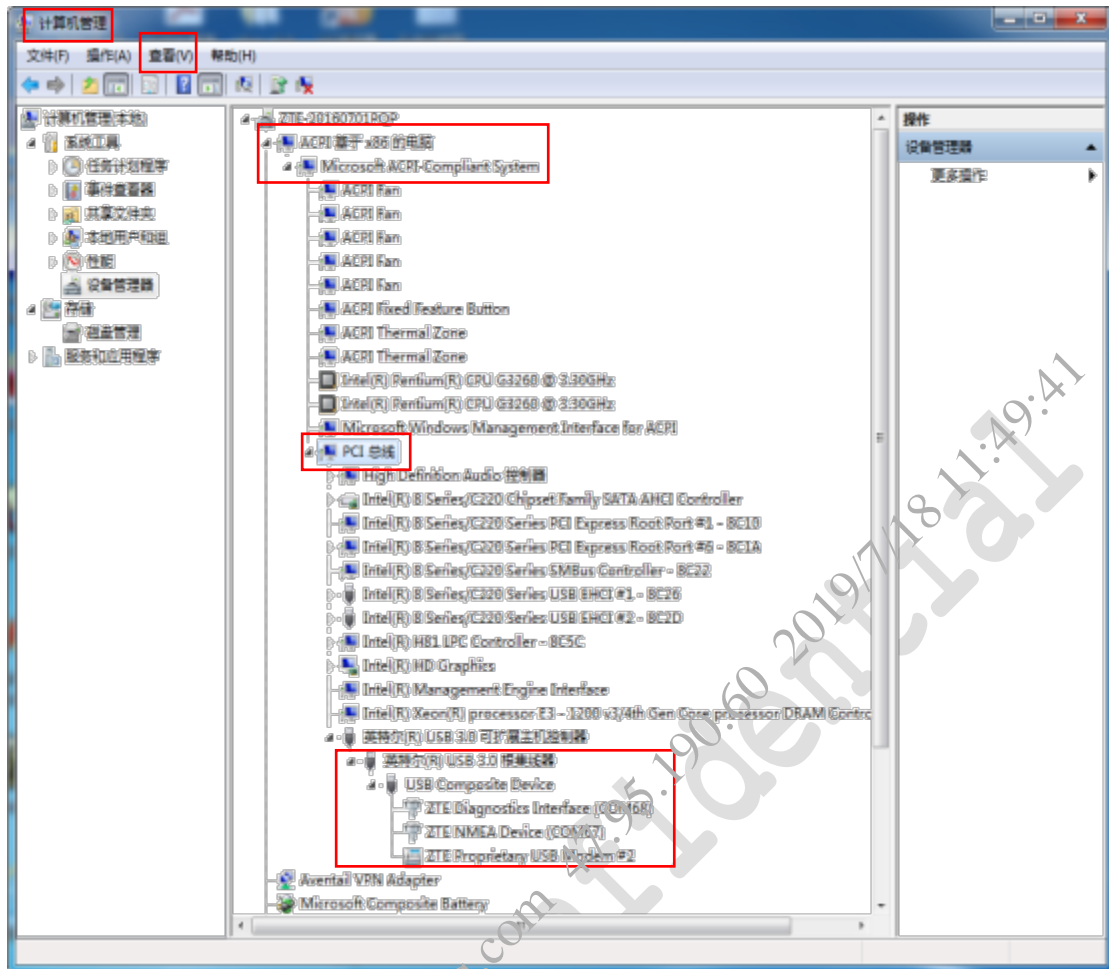 计算机管理
文件(F) 操作(A) 查看(V) 帮助(H)
计算机管理(本地)
系统工具
任务计划程序
事件查看器
共享文件夹
本地用户和组
性能
设备管理器
存储
磁盘管理
服务和应用程序
ZTE-20160701ROP
ACPI 基于 x86 的电脑
Microsoft ACPI-Compliant System
ACPI Fan
ACPI Fan
ACPI Fan
ACPI Fan
ACPI Fan
ACPI Fixed Feature Button
ACPI Thermal Zone
ACPI Thermal Zone
Intel(R) Pentium(R) CPU G3260 @ 3.30GHz
Intel(R) Pentium(R) CPU G3260 @ 3.30GHz
Microsoft Windows Management Interface for ACPI
PCI 总线
High Definition Audio 控制器
Intel(R) 8 Series/C220 Chipset Family SATA AHCI Controller
Intel(R) 8 Series/C220 Series PCI Express Root Port #1 - 8C10
Intel(R) 8 Series/C220 Series PCI Express Root Port #6 - 8C1A
Intel(R) 8 Series/C220 Series SMBus Controller - 8C22
Intel(R) 8 Series/C220 Series USB EHCI #1 - 8C26
Intel(R) 8 Series/C220 Series USB EHCI #2 - 8C2D
Intel(R) H81 LPC Controller - 8C5C
Intel(R) HD Graphics
Intel(R) Management Engine Interface
Intel(R) Xeon(R) processor E3 - 1200 v3/4th Gen Core processor DRAM Contro
英特尔(R) USB 3.0 可扩展主机控制器
英特尔(R) USB 3.0 根集线器
USB Composite Device
ZTE Diagnostics Interface (COM68)
ZTE NMEA Device (COM67)
ZTE Proprietary USB Modem #2
Aventail VPN Adapter
Microsoft Composite Battery
操作
设备管理器
更多操作
com 47.95.190.60 2019/7/18 11:49:41
fidential